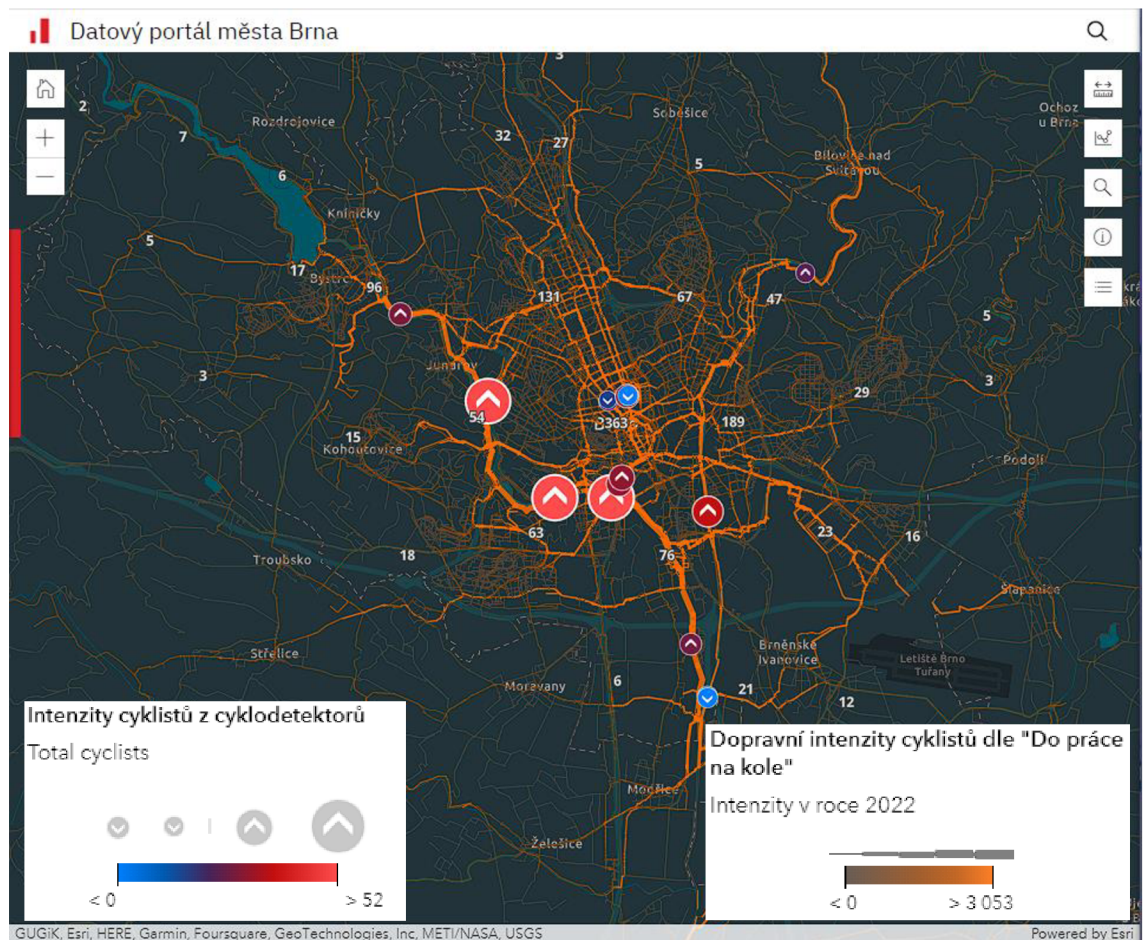 Datový portál města Brna
3
2
Ochoz
u Brna
Soběšice
Rozdrojovice
32
27
7
5
Bílovice nad
Svitavou
6
Kníničky
5
17
Bystrc
96
131
67
47
5
Jundrov
3
3
29
54
363
189
15
Kohoutovice
Podolí
63
23
16
76
18
Troubsko
Šlapanice
Střelice
Brněnské
Ivanovice
Letiště Brno
Tuřany
Moravany
6
21
12
Modřice
Želešice
Intenzity cyklistů z cyklodetektorů
Total cyclists
< 0
> 52
Dopravní intenzity cyklistů dle "Do práce
na kole"
Intenzity v roce 2022
< 0
> 3 053
GUGiK, Esri, HERE, Garmin, Foursquare, GeoTechnologies, Inc, METI/NASA, USGS
Powered by Esri